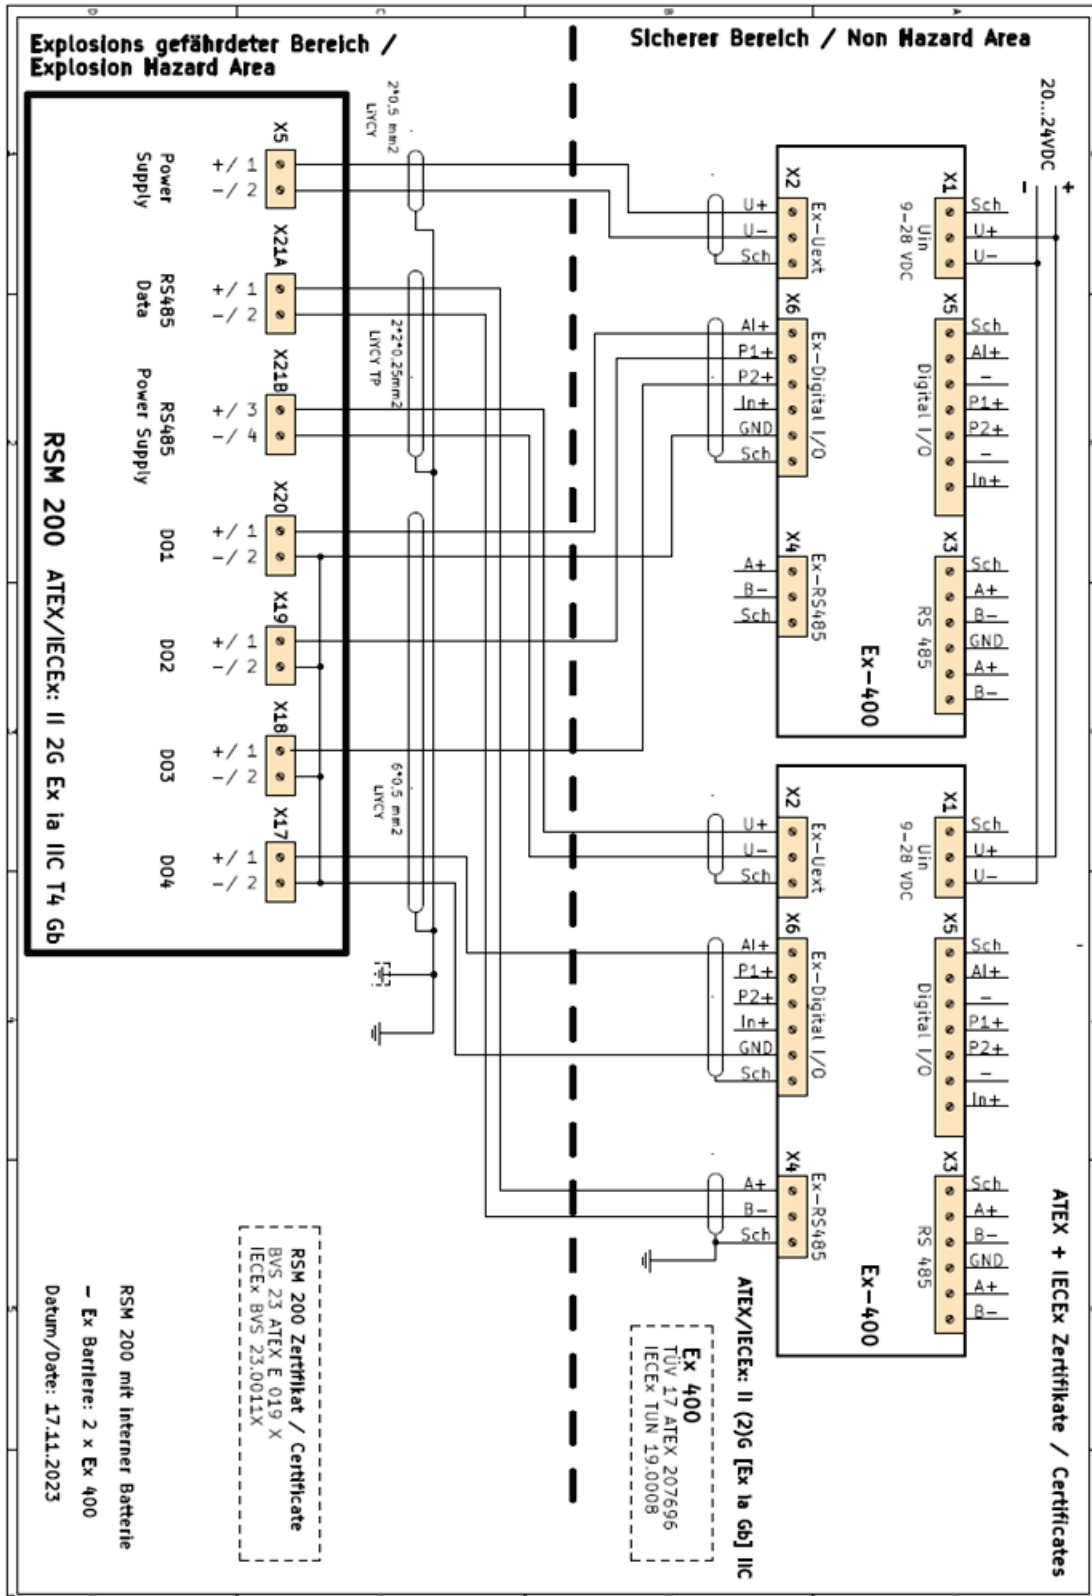 Explosions gefährdeter Bereich /
Explosion Hazard Area
Sicherer Bereich / Non Hazard Area
D
C
B
A
1
2
3
4
5
X5
+/ 1
-/ 2
Power
Supply
X21A
+/ 1
-/ 2
RS485
Data
X21B
+/ 3
-/ 4
RS485
Power Supply
X20
+/ 1
-/ 2
DO1
X19
+/ 1
-/ 2
DO2
X18
+/ 1
-/ 2
DO3
X17
+/ 1
-/ 2
DO4
RSM 200 ATEX/IECEx: II 2G Ex ia IIC T4 Gb
2*0,5 mm2
LIYCY
2*2*0.25mm2
LIYCY TP
6*0,5 mm2
LIYCY
20...24VDC
-
+
X2
Ex-Uext
U+
U-
Sch
X6
Ex-Digital I/O
AI+
P1+
P2+
In+
GND
Sch
X4
Ex-RS485
A+
B-
Sch
X1
Uin
9-28 VDC
Sch
U+
U-
X5
Digital I/O
Sch
AI+
-
P1+
P2+
-
In+
X3
RS 485
Sch
A+
B-
GND
A+
B-
Ex-400
X2
Ex-Uext
U+
U-
Sch
X6
Ex-Digital I/O
AI+
P1+
P2+
In+
GND
Sch
X4
Ex-RS485
A+
B-
Sch
X1
Uin
9-28 VDC
Sch
U+
U-
X5
Digital I/O
Sch
AI+
-
P1+
P2+
-
In+
X3
RS 485
Sch
A+
B-
GND
A+
B-
Ex-400
ATEX + IECEx Zertifikate / Certificates
ATEX/IECEx: II (2)G [Ex ia Gb] IIC
Ex 400
TÜV 17 ATEX 207696
IECEx TUN 19.0008
RSM 200 Zertifikat / Certificate
BVS 23 ATEX E 019 X
IECEx BVS 23.0011X
RSM 200 mit interner Batterie
- Ex Barriere: 2 x Ex 400
Datum/Date: 17.11.2023